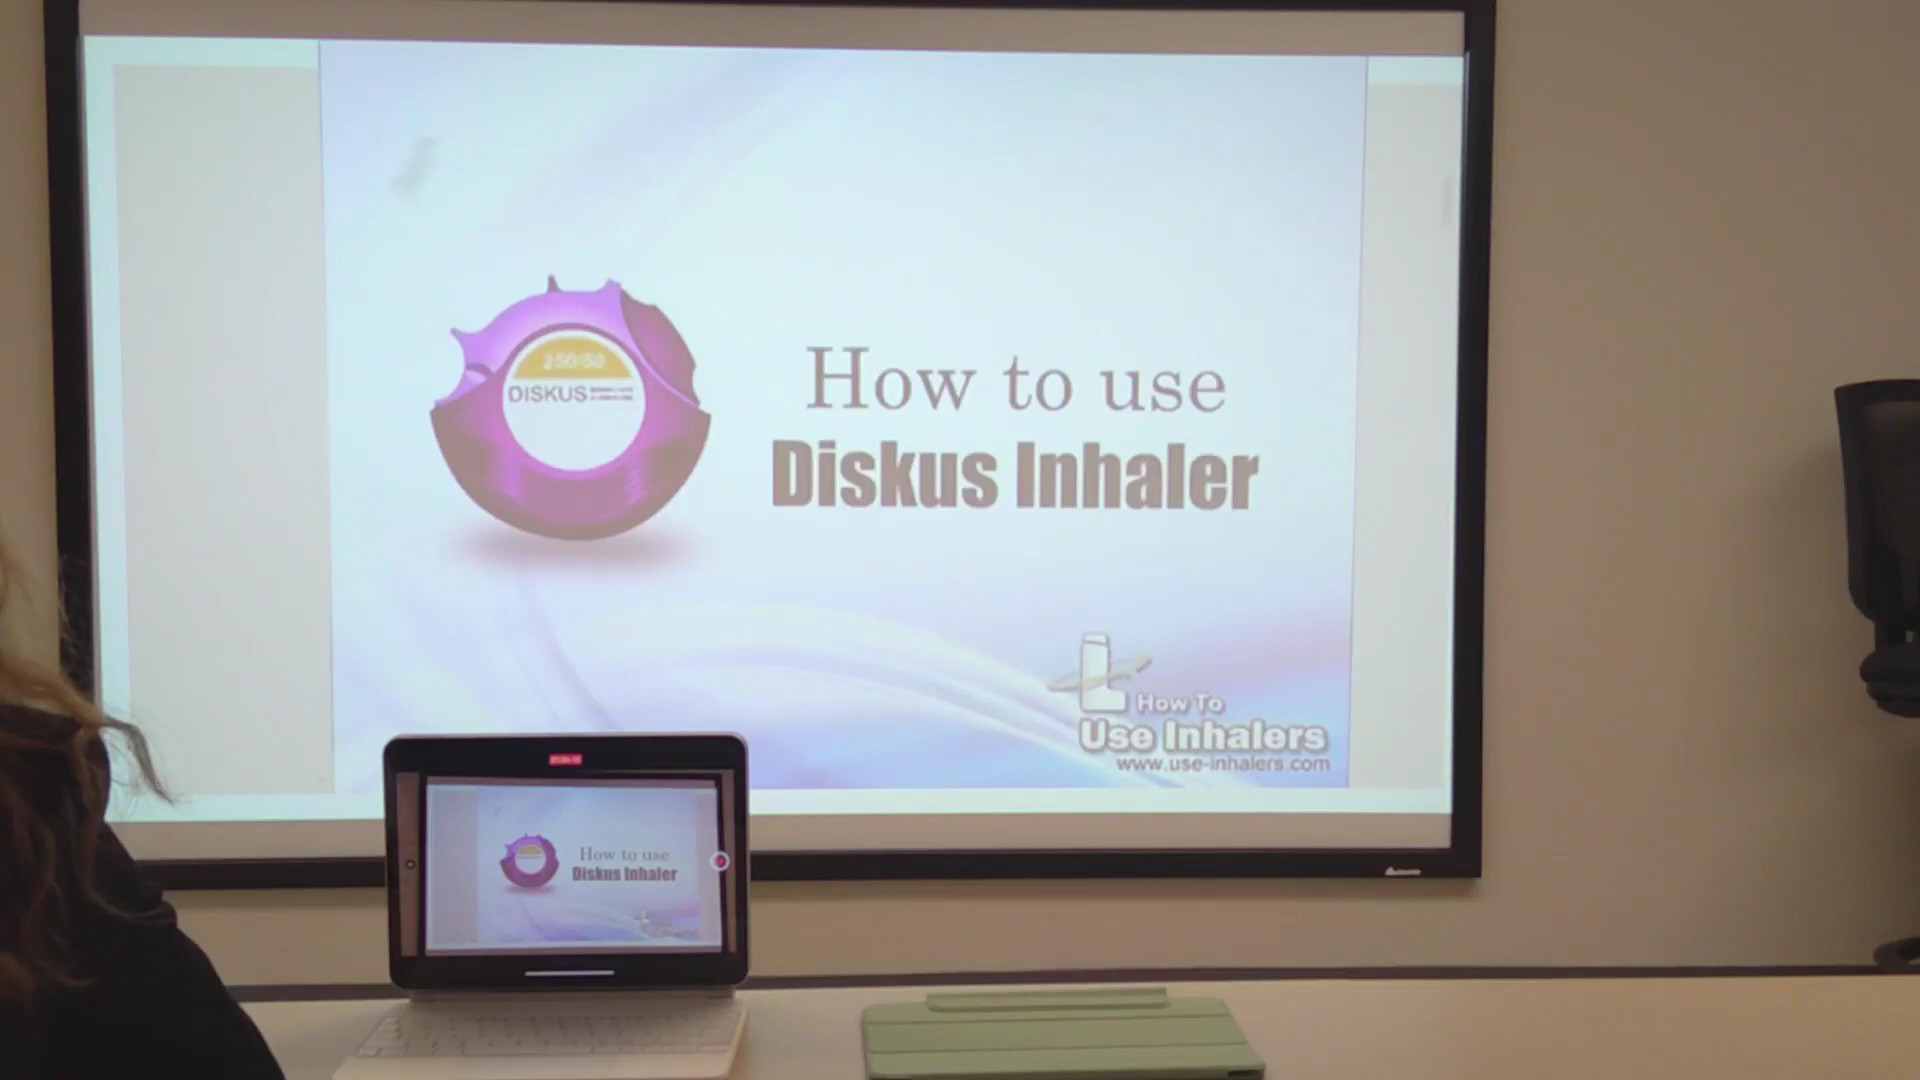 250/50
DISKUS
How to use
Diskus Inhaler
How To
Use Inhalers
www.use-inhalers.com
How to use
Diskus Inhaler